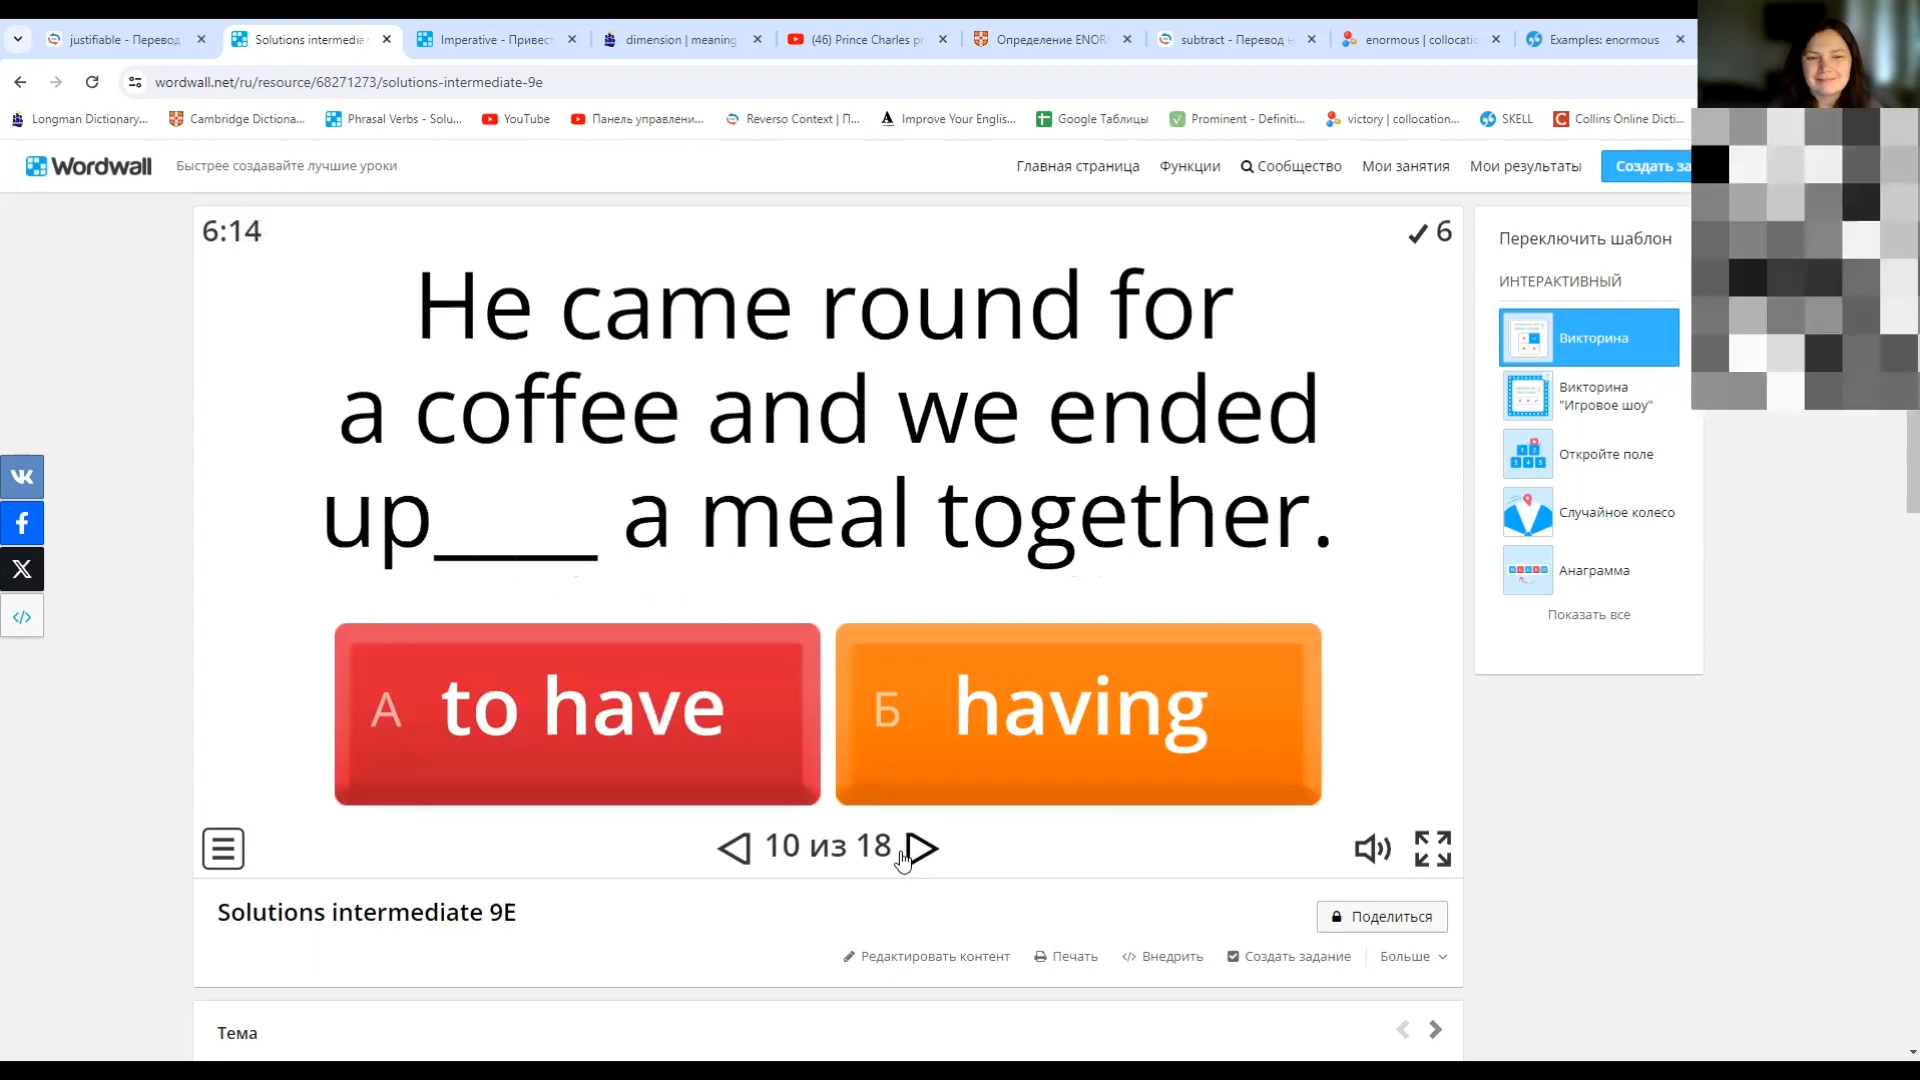 justifiable - Перевод
Solutions intermedia
Imperative - Привест
dimension | meaning
(46) Prince Charles pr
Определение ENOR
subtract - Перевод н
enormous | collocatio
Examples: enormous
wordwall.net/ru/resource/68271273/solutions-intermediate-9e
Longman Dictionary...
Cambridge Dictiona...
Phrasal Verbs - Solu...
YouTube
Панель управлени...
Reverso Context | П...
Improve Your Englis...
Google Таблицы
Prominent - Definiti...
victory | collocation...
SKELL
Collins Online Dicti...
Wordwall
Быстрее создавайте лучшие уроки
Главная страница
Функции
Сообщество
Мои занятия
Мои результаты
Создать за
6:14
6
He came round for
a coffee and we ended
up____ a meal together.
А to have
Б having
10 из 18
Переключить шаблон
ИНТЕРАКТИВНЫЙ
Викторина
Викторина
"Игровое шоу"
Откройте поле
Случайное колесо
Анаграмма
Показать все
Solutions intermediate 9E
Поделиться
Редактировать контент
Печать
Внедрить
Создать задание
Больше
Тема